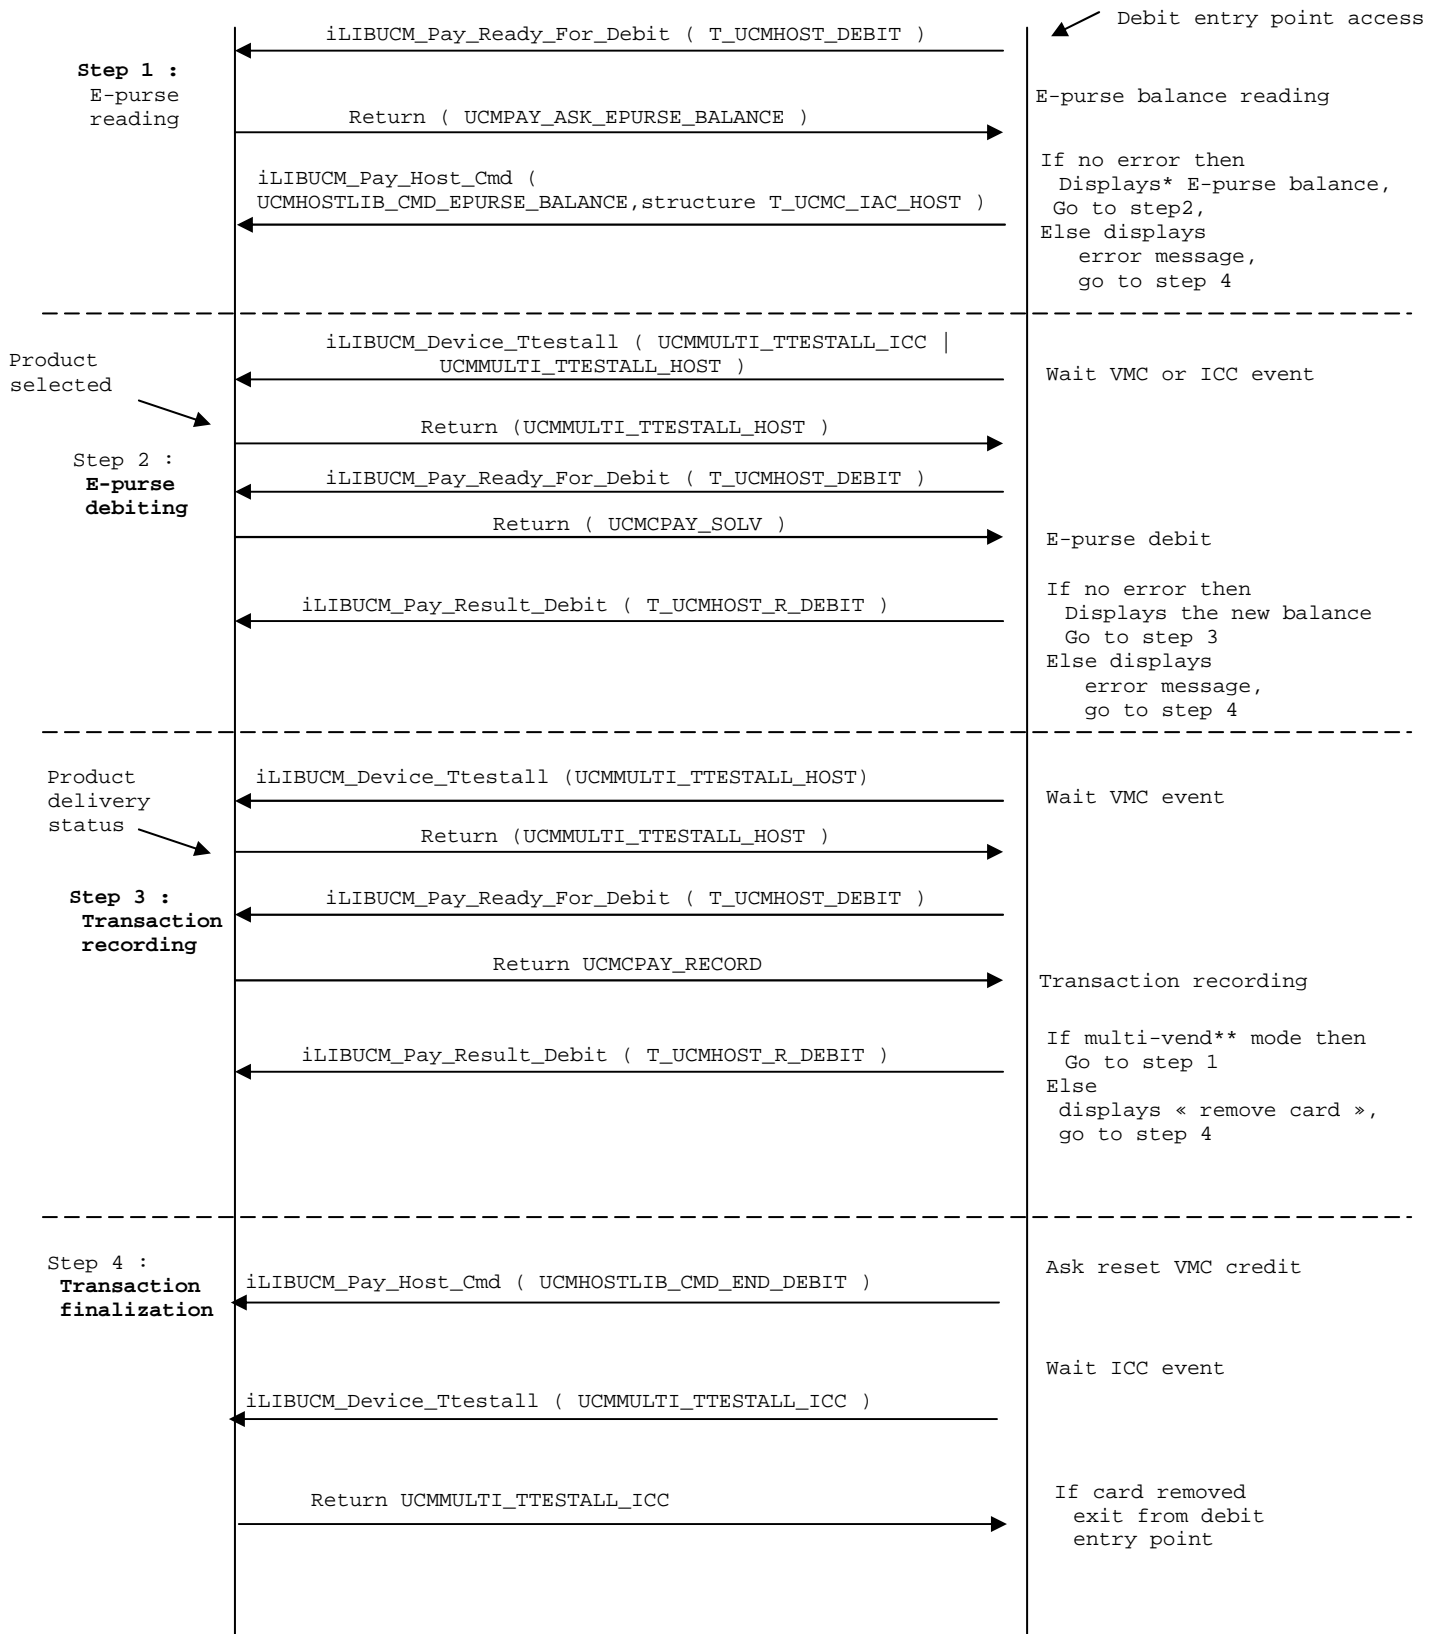 Debit entry point access
iLIBUCM_Pay_Ready_For_Debit ( T_UCMHOST_DEBIT )
Step 1 :
E-purse
reading
E-purse balance reading
Return ( UCMPAY_ASK_EPURSE_BALANCE )
iLIBUCM_Pay_Host_Cmd (
UCMHOSTLIB_CMD_EPURSE_BALANCE,structure T_UCMC_IAC_HOST )
If no error then
Displays* E-purse balance,
Go to step2,
Else displays
error message,
go to step 4
iLIBUCM_Device_Ttestall ( UCMMULTI_TTESTALL_ICC |
UCMMULTI_TTESTALL_HOST )
Product
selected
Wait VMC or ICC event
Return (UCMMULTI_TTESTALL_HOST )
Step 2 :
E-purse
debiting
iLIBUCM_Pay_Ready_For_Debit ( T_UCMHOST_DEBIT )
Return ( UCMCPAY_SOLV )
E-purse debit
iLIBUCM_Pay_Result_Debit ( T_UCMHOST_R_DEBIT )
If no error then
Displays the new balance
Go to step 3
Else displays
error message,
go to step 4
Product
delivery
status
iLIBUCM_Device_Ttestall (UCMMULTI_TTESTALL_HOST)
Wait VMC event
Return (UCMMULTI_TTESTALL_HOST )
Step 3 :
Transaction
recording
iLIBUCM_Pay_Ready_For_Debit ( T_UCMHOST_DEBIT )
Return UCMCPAY_RECORD
Transaction recording
iLIBUCM_Pay_Result_Debit ( T_UCMHOST_R_DEBIT )
If multi-vend** mode then
Go to step 1
Else
displays « remove card »,
go to step 4
Step 4 :
Transaction
finalization
iLIBUCM_Pay_Host_Cmd ( UCMHOSTLIB_CMD_END_DEBIT )
Ask reset VMC credit
Wait ICC event
iLIBUCM_Device_Ttestall ( UCMMULTI_TTESTALL_ICC )
Return UCMMULTI_TTESTALL_ICC
If card removed
exit from debit
entry point